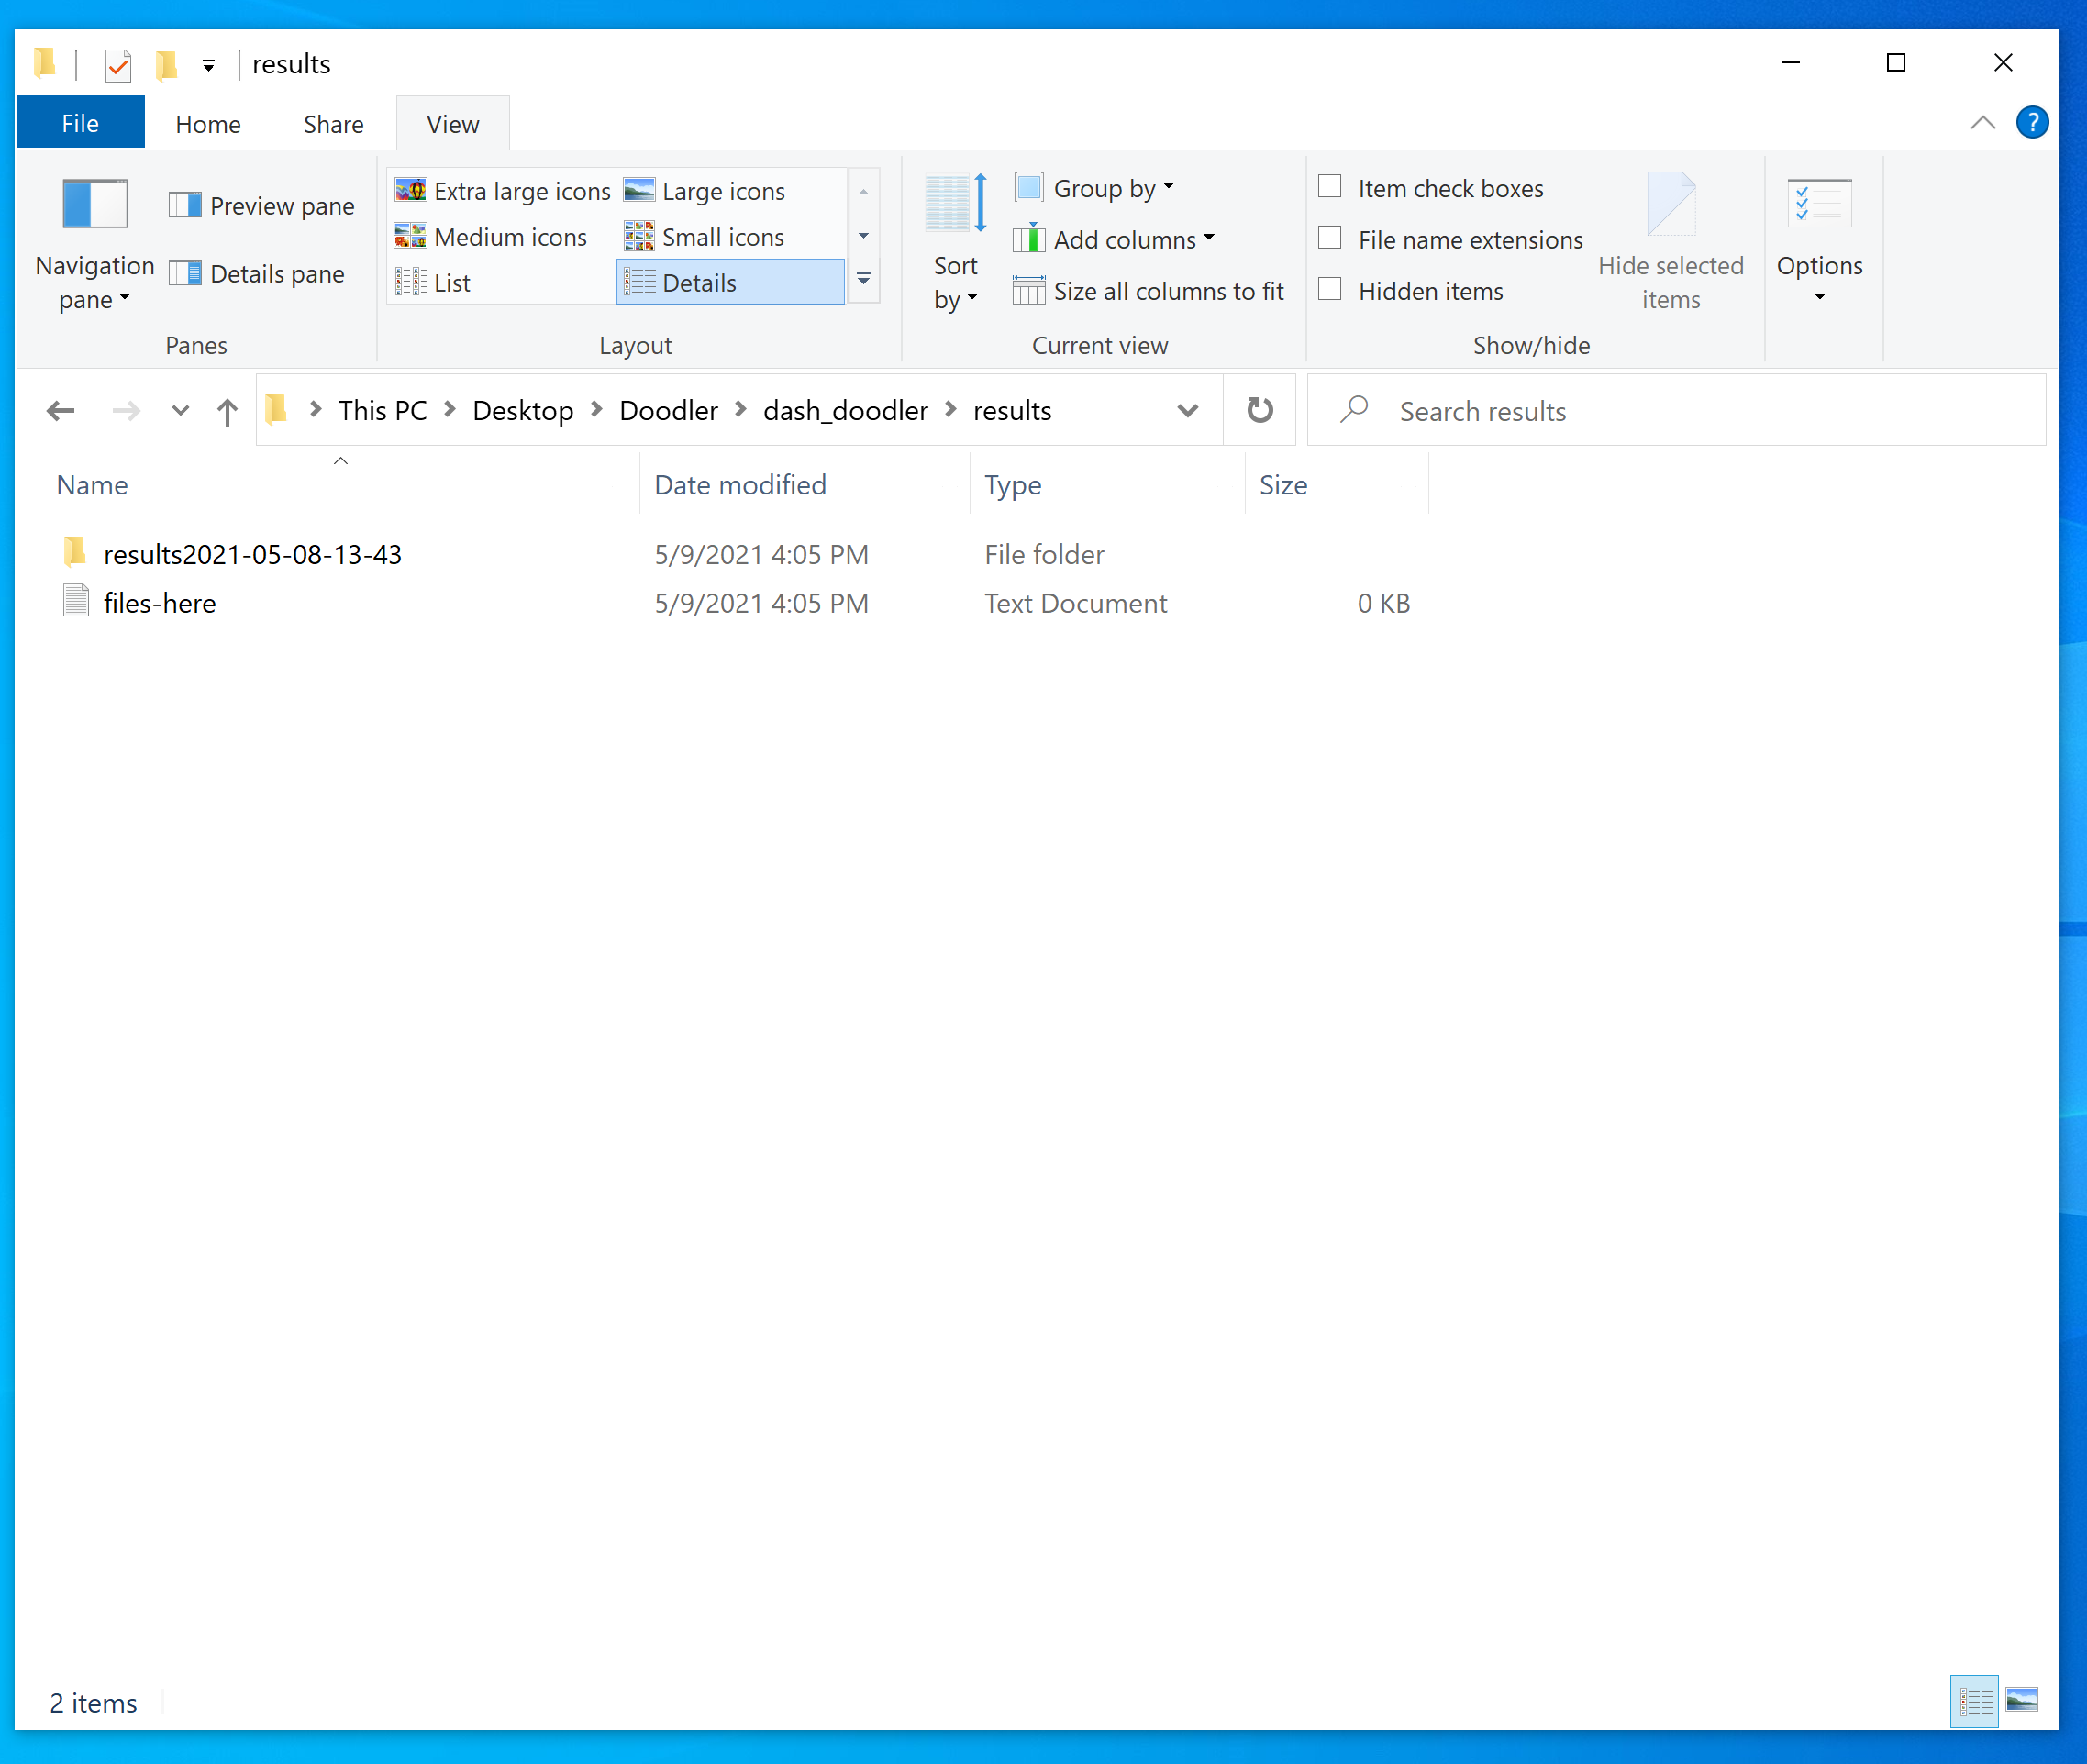 results
File Home Share View ?
Navigation pane
Preview pane
Details pane
Panes
Extra large icons Large icons
Medium icons Small icons
List Details
Layout
Sort by
Group by
Add columns
Size all columns to fit
Current view
Item check boxes
File name extensions
Hidden items
Hide selected items
Show/hide
Options
This PC Desktop Doodler dash_doodler results
Search results
Name Date modified Type Size
results2021-05-08-13-43 5/9/2021 4:05 PM File folder
files-here 5/9/2021 4:05 PM Text Document 0 KB
2 items